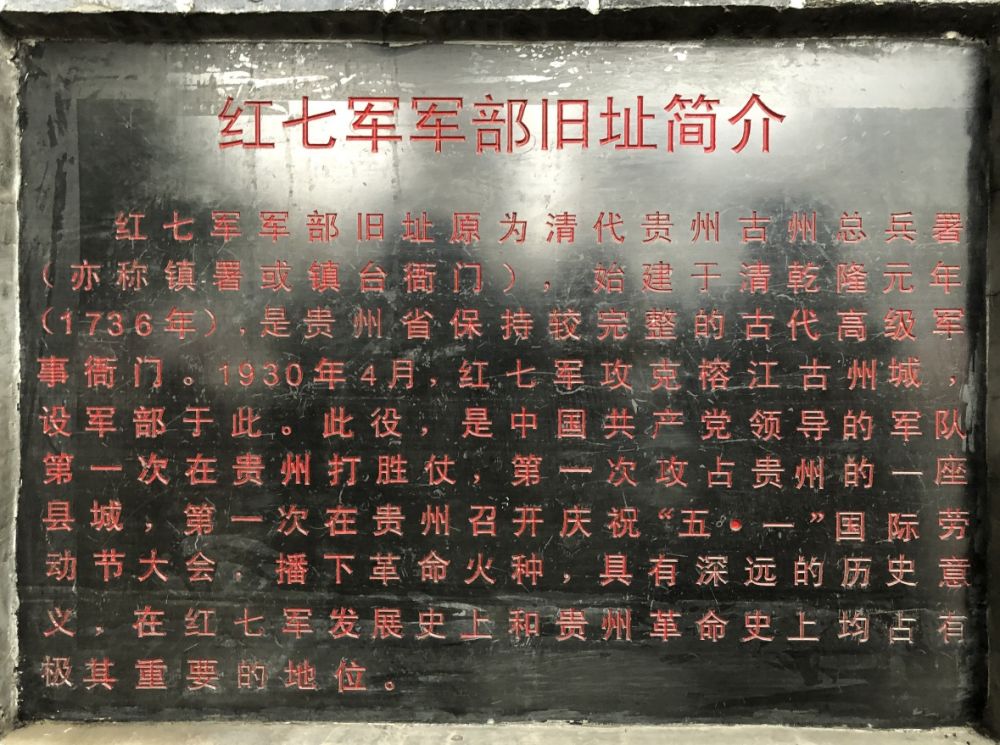 红七军军部旧址简介
红七军军部旧址原为清代贵州古州总兵署
（亦称镇署或镇台衙门），始建于清乾隆元年
（1736年），是贵州省保持较完整的古代高级军
事衙门。1930年4月，红七军攻克榕江古州城，
设军部于此。此役，是中国共产党领导的军队
第一次在贵州打胜仗，第一次攻占贵州的一座
县城，第一次在贵州召开庆祝“五·一”国际劳
动节大会，播下革命火种，具有深远的历史意
义，在红七军发展史上和贵州革命史上均占有
极其重要的地位。